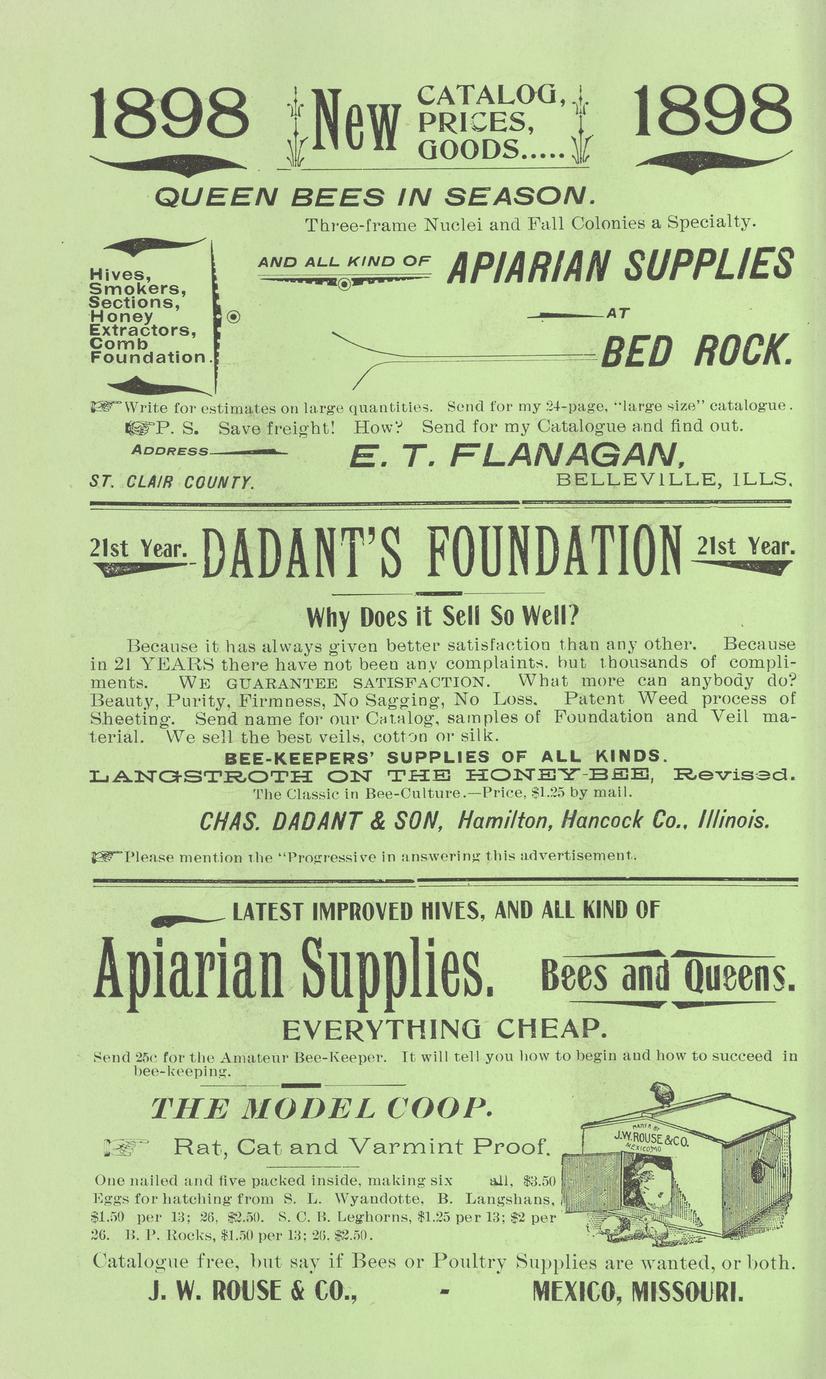 1898 New CATALOG, PRICES, GOODS..... 1898
QUEEN BEES IN SEASON.
Three-frame Nuclei and Fall Colonies a Specialty.
Hives,
Smokers,
Sections,
Honey
Extractors,
Comb
Foundation.
AND ALL KIND OF APIARIAN SUPPLIES
AT
BED ROCK.
Write for estimates on large quantities. Send for my 24-page, "large size" catalogue.
P. S. Save freight! How? Send for my Catalogue and find out.
ADDRESS E. T. FLANAGAN,
ST. CLAIR COUNTY. BELLEVILLE, ILLS.
21st Year. DADANT'S FOUNDATION 21st Year.
Why Does it Sell So Well?
Because it has always given better satisfaction than any other. Because
in 21 YEARS there have not been any complaints, but thousands of compli-
ments. WE GUARANTEE SATISFACTION. What more can anybody do?
Beauty, Purity, Firmness, No Sagging, No Loss. Patent Weed process of
Sheeting. Send name for our Catalog, samples of Foundation and Veil ma-
terial. We sell the best veils, cotton or silk.
BEE-KEEPERS' SUPPLIES OF ALL KINDS.
LANGSTROTH ON THE HONEY-BEE, Revised.
The Classic in Bee-Culture.—Price, $1.25 by mail.
CHAS. DADANT & SON, Hamilton, Hancock Co., Illinois.
Please mention the "Progressive in answering this advertisement.
LATEST IMPROVED HIVES, AND ALL KIND OF
Apiarian Supplies. Bees and Queens.
EVERYTHING CHEAP.
Send 25c for the Amateur Bee-Keeper. It will tell you how to begin and how to succeed in
bee-keeping.
THE MODEL COOP.
Rat, Cat and Varmint Proof.
One nailed and five packed inside, making six all, $3.50
Eggs for hatching from S. L. Wyandotte, B. Langshans,
$1.50 per 13; 26, $2.50. S. C. B. Leghorns, $1.25 per 13; $2 per
26. B. P. Rocks, $1.50 per 13; 26. $2.50.
MADE BY
J.W. ROUSE & CO.
MEXICO MO
Catalogue free, but say if Bees or Poultry Supplies are wanted, or both.
J. W. ROUSE & CO., - MEXICO, MISSOURI.